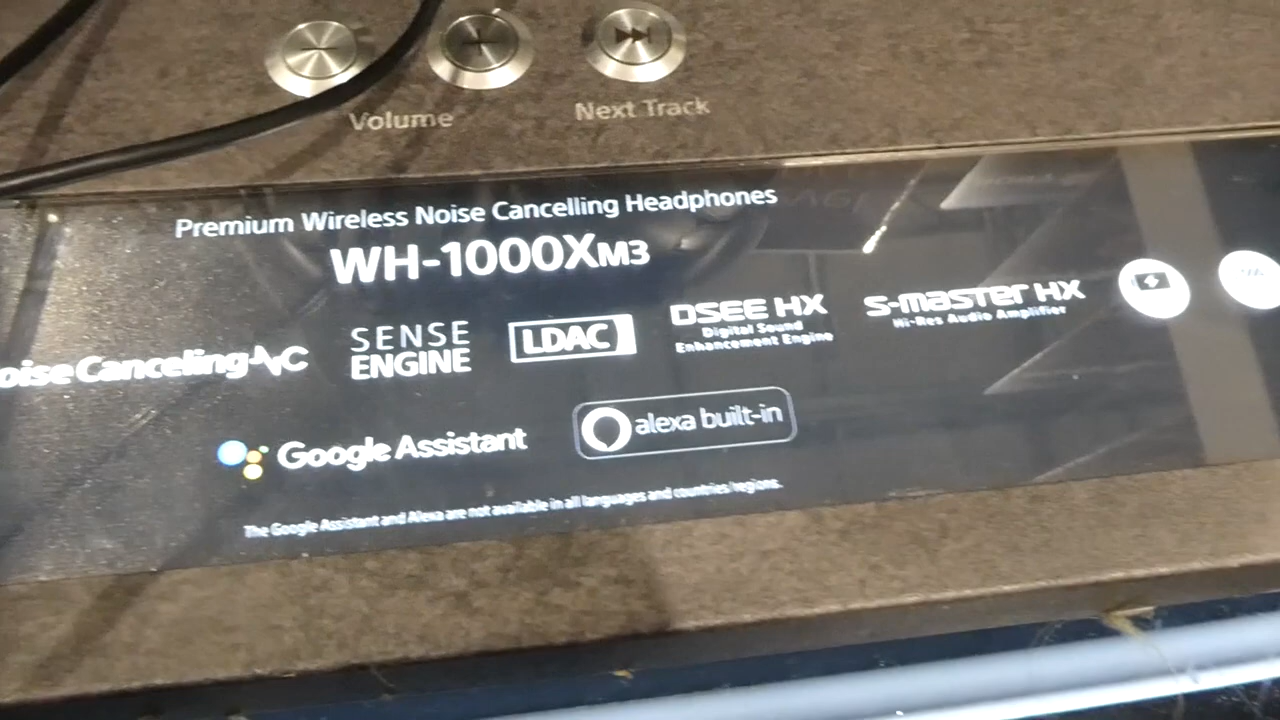 Volume
Next Track
Premium Wireless Noise Cancelling Headphones
WH-1000XM3
oise Canceling
SENSE
ENGINE
LDAC
DSEE HX
Digital Sound
Enhancement Engine
S-Master HX
Hi-Res Audio Amplifier
Google Assistant
alexa built-in
The Google Assistant and Alexa are not available in all languages and countries/regions.